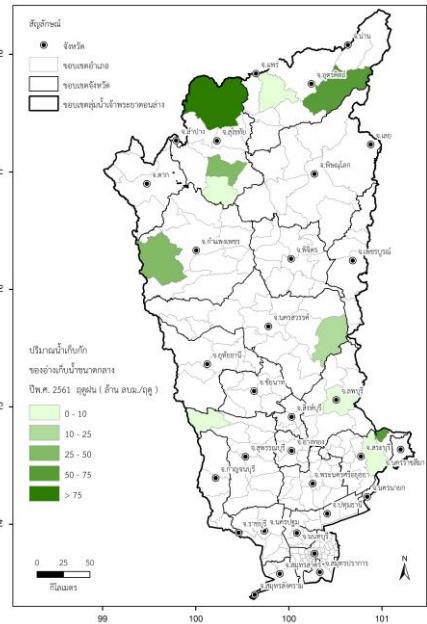 สัญลักษณ์
จังหวัด
ขอบเขตอำเภอ
ขอบเขตจังหวัด
ขอบเขตลุ่มน้ำเจ้าพระยาตอนล่าง
จ.น่าน
จ.แพร่
จ.อุตรดิตถ์
จ.ลำปาง
จ.สุโขทัย
จ.เลย
จ.ตาก
จ.พิษณุโลก
จ.กำแพงเพชร
จ.พิจิตร
จ.เพชรบูรณ์
จ.นครสวรรค์
ปริมาณน้ำเก็บกัก
ของอ่างเก็บน้ำขนาดกลาง
ปีพ.ศ. 2561 ฤดูฝน ( ล้าน ลบม./ฤดู )
0 - 10
10 - 25
25 - 50
50 - 75
> 75
จ.อุทัยธานี
จ.ชัยนาท
จ.ลพบุรี
จ.สิงห์บุรี
จ.อ่างทอง
จ.สุพรรณบุรี
จ.สระบุรี
จ.นครราชสีมา
จ.กาญจนบุรี
จ.พระนครศรีอยุธยา
จ.นครนายก
จ.ปทุมธานี
จ.ราชบุรี
จ.นครปฐม
จ.นนทบุรี
จ.สมุทรสาคร
จ.สมุทรปราการ
จ.สมุทรสงคราม
0 25 50
กิโลเมตร
N
99 100 100 101